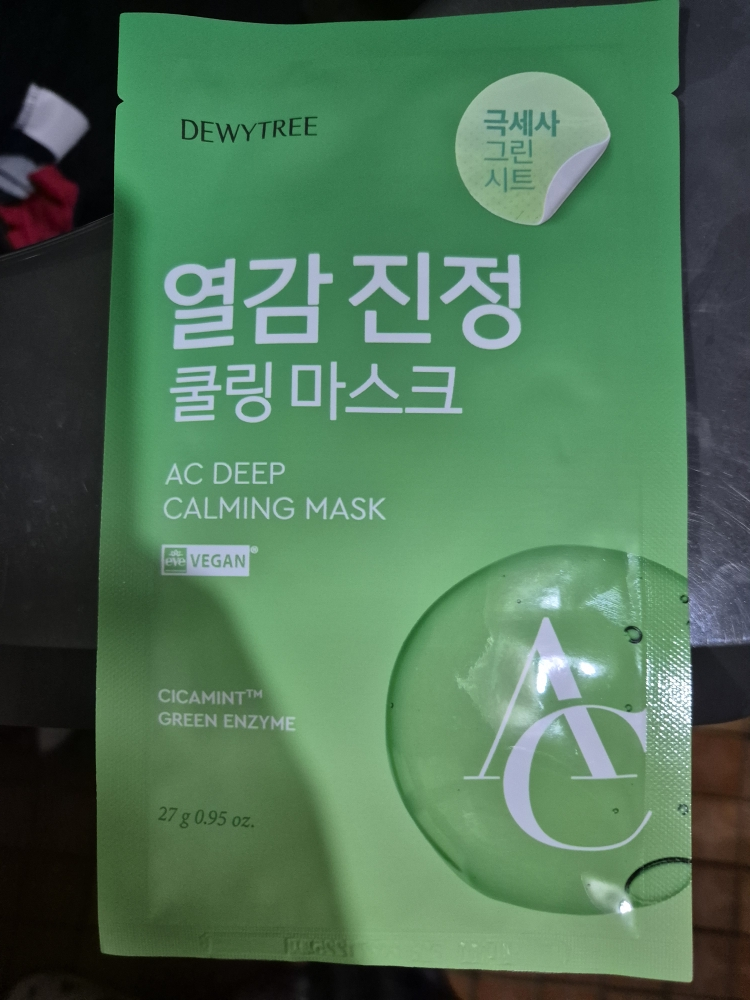 DEWYTREE
극세사
그린
시트
열감 진정
쿨링 마스크
AC DEEP
CALMING MASK
eve VEGAN®
CICAMINT™
GREEN ENZYME
27 g 0.95 oz.
AC